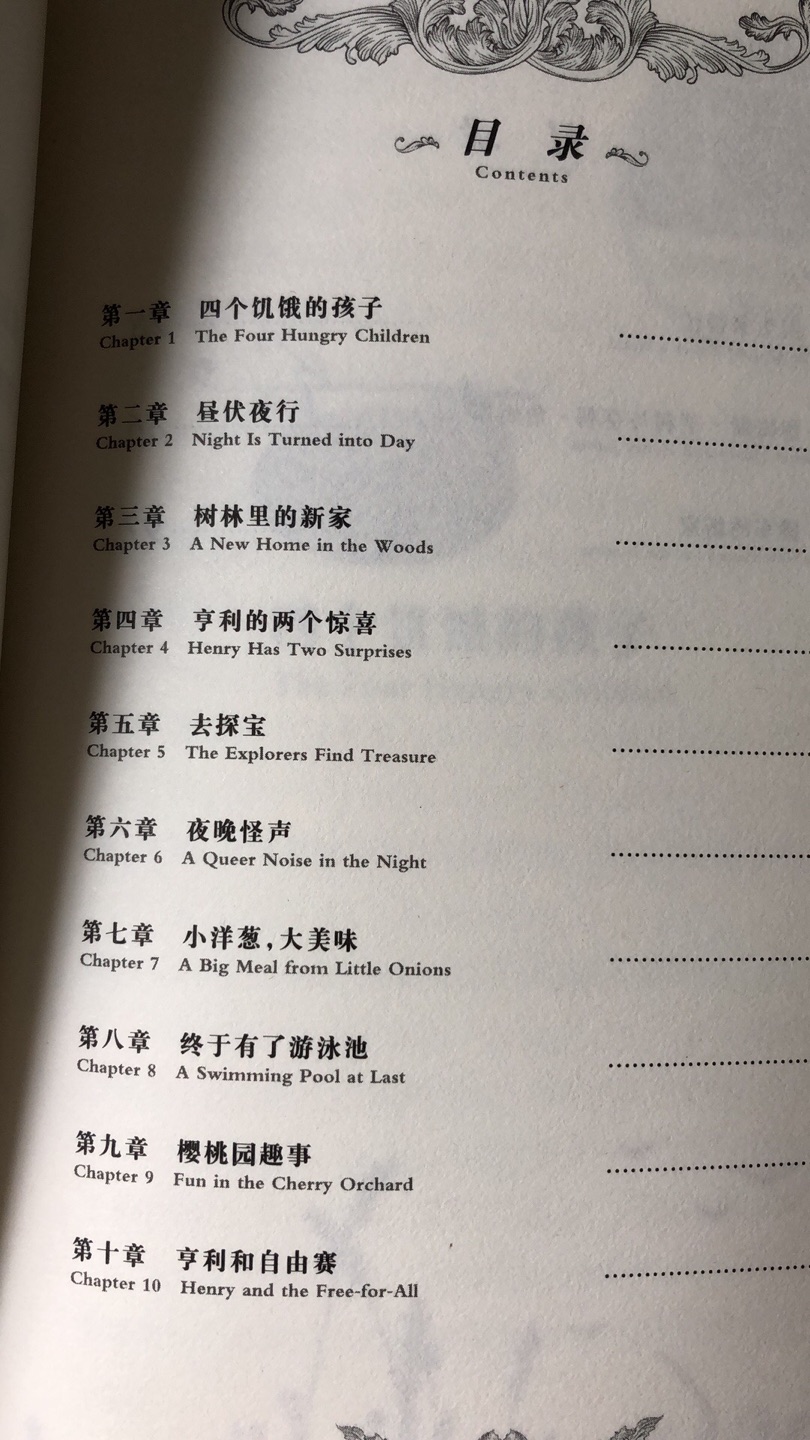 目 录
Contents
第一章 四个饥饿的孩子
Chapter 1 The Four Hungry Children
第二章 昼伏夜行
Chapter 2 Night Is Turned into Day
第三章 树林里的新家
Chapter 3 A New Home in the Woods
第四章 亨利的两个惊喜
Chapter 4 Henry Has Two Surprises
第五章 去探宝
Chapter 5 The Explorers Find Treasure
第六章 夜晚怪声
Chapter 6 A Queer Noise in the Night
第七章 小洋葱,大美味
Chapter 7 A Big Meal from Little Onions
第八章 终于有了游泳池
Chapter 8 A Swimming Pool at Last
第九章 樱桃园趣事
Chapter 9 Fun in the Cherry Orchard
第十章 亨利和自由赛
Chapter 10 Henry and the Free-for-All